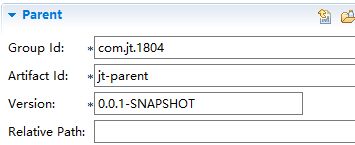 Parent
Group Id: * com.jt.1804
Artifact Id: * jt-parent
Version: * 0.0.1-SNAPSHOT
Relative Path: